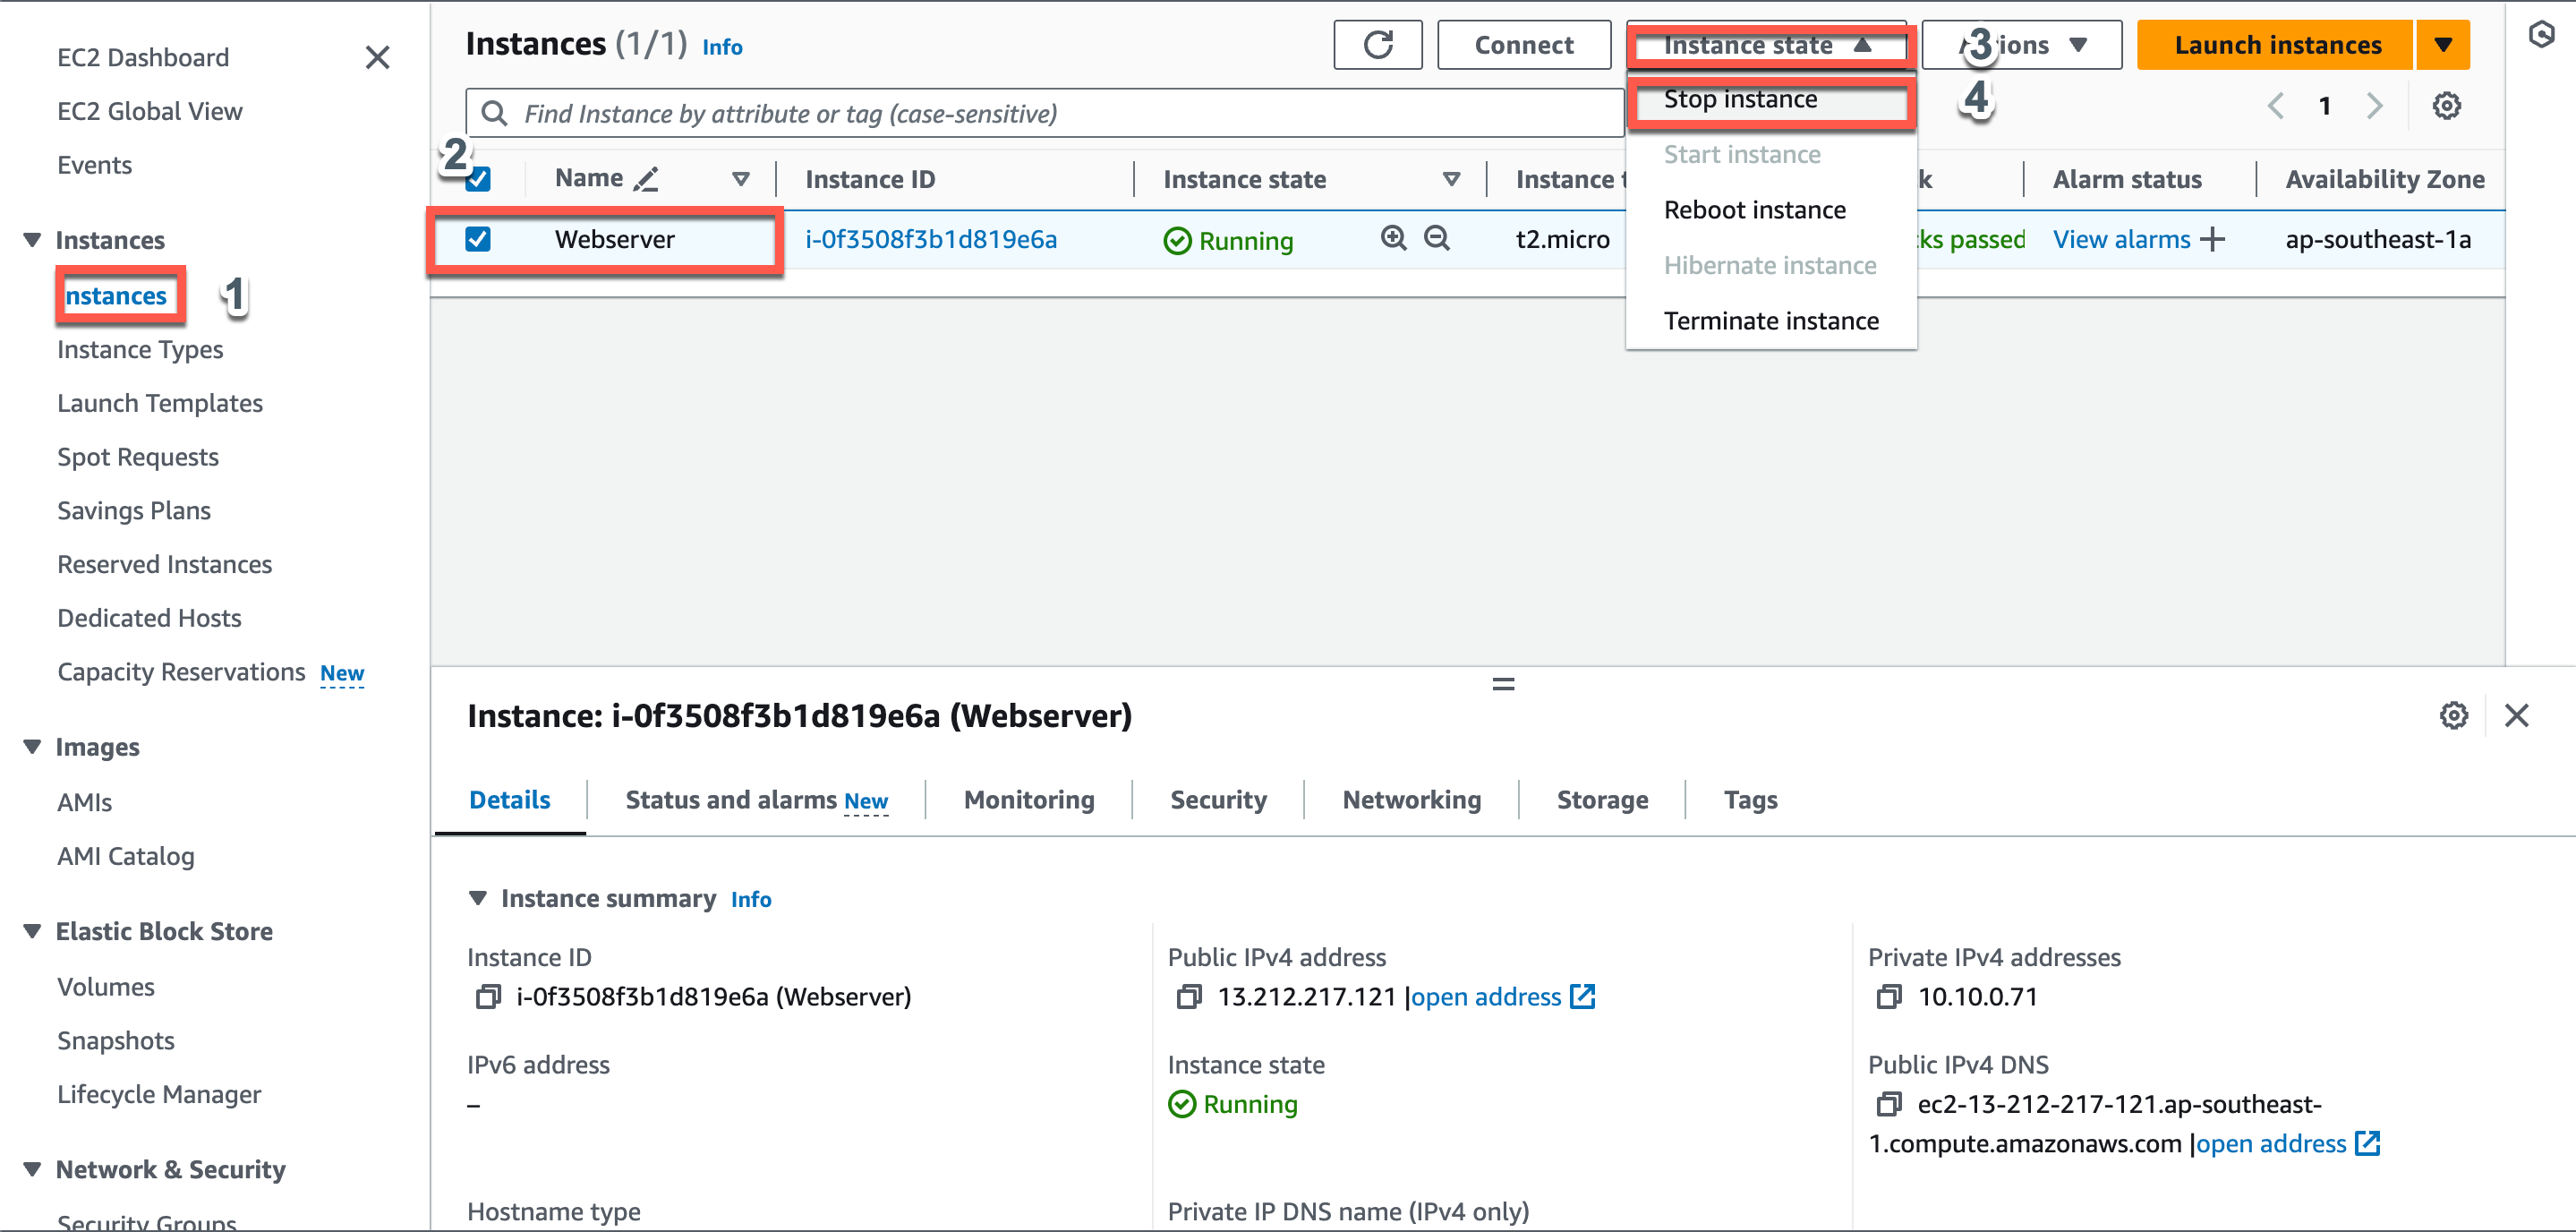 EC2 Dashboard
EC2 Global View
Events
Instances
nstances
1
Instance Types
Launch Templates
Spot Requests
Savings Plans
Reserved Instances
Dedicated Hosts
Capacity Reservations New
Images
AMIs
AMI Catalog
Elastic Block Store
Volumes
Snapshots
Lifecycle Manager
Network & Security
Security Groups
Instances (1/1) Info
Connect
Instance state
3
Launch instances
Find Instance by attribute or tag (case-sensitive)
Stop instance
4
1
Start instance
Reboot instance
Hibernate instance
Terminate instance
2
Name Instance ID Instance state Instance Alarm status Availability Zone
Webserver i-0f3508f3b1d819e6a Running t2.micro passed View alarms ap-southeast-1a
Instance: i-0f3508f3b1d819e6a (Webserver)
Details Status and alarms New Monitoring Security Networking Storage Tags
Instance summary Info
Instance ID
i-0f3508f3b1d819e6a (Webserver)
Public IPv4 address
13.212.217.121 |open address
Private IPv4 addresses
10.10.0.71
IPv6 address
–
Instance state
Running
Public IPv4 DNS
ec2-13-212-217-121.ap-southeast-
1.compute.amazonaws.com |open address
Hostname type
Private IP DNS name (IPv4 only)